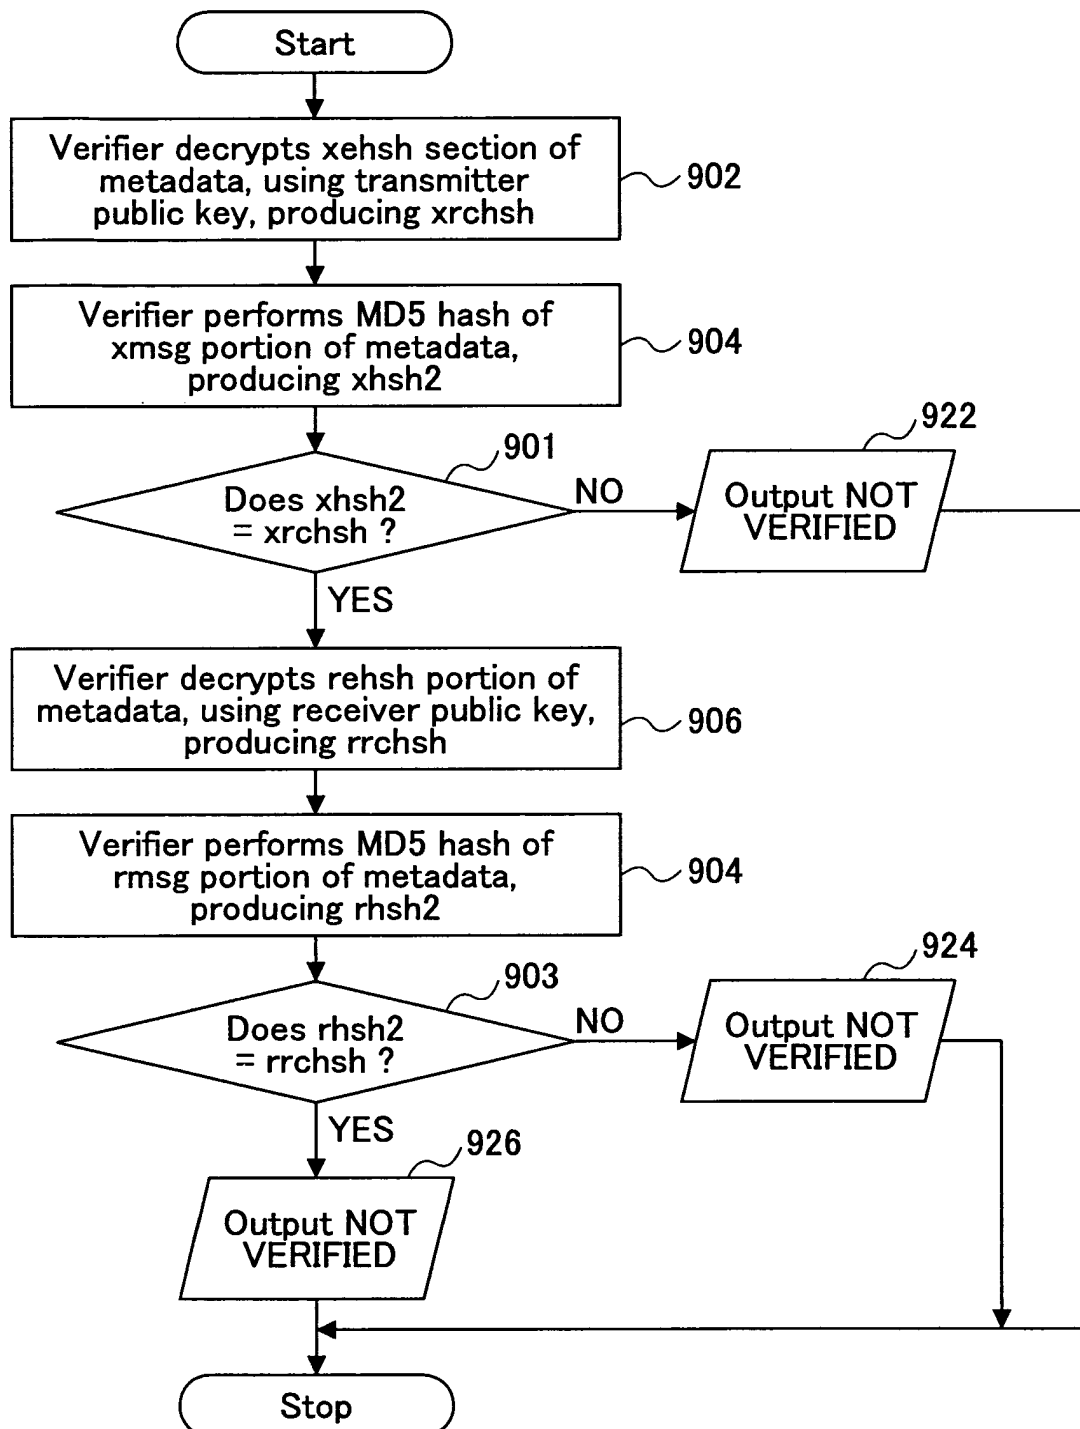 Start
Verifier decrypts xehsh section of
metadata, using transmitter
public key, producing xrchsh
902
Verifier performs MD5 hash of
xmsg portion of metadata,
producing xhsh2
904
901
Does xhsh2
= xrchsh ?
NO
922
Output NOT
VERIFIED
YES
Verifier decrypts rehsh portion of
metadata, using receiver public key,
producing rrchsh
906
Verifier performs MD5 hash of
rmsg portion of metadata,
producing rhsh2
904
903
Does rhsh2
= rrchsh ?
NO
924
Output NOT
VERIFIED
YES
926
Output NOT
VERIFIED
Stop